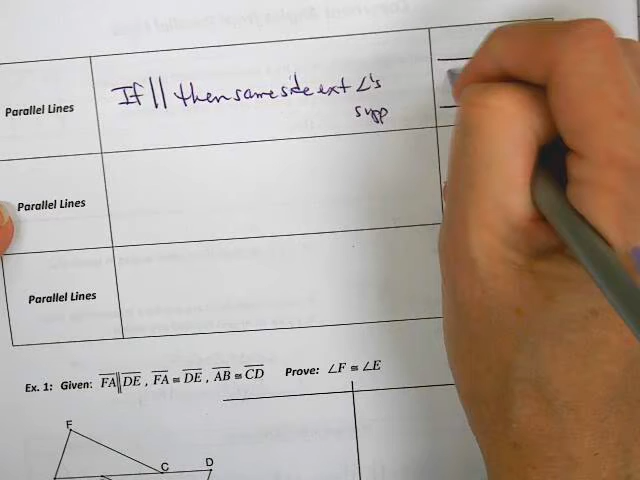 Parallel Lines
If || then same side ext ∠'s
supp
Parallel Lines
Parallel Lines
Ex. 1: Given: FA || DE , FA ≅ DE , AB ≅ CD Prove: ∠F ≅ ∠E
F
C
D